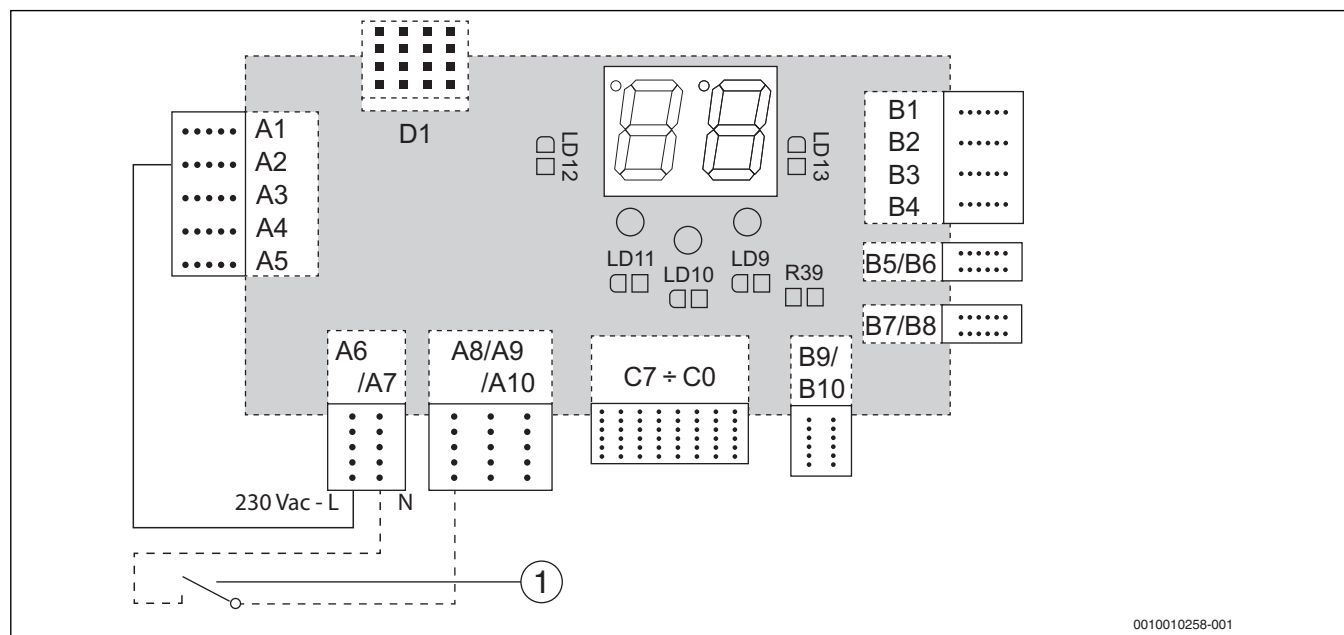 D1
A1
A2
A3
A4
A5
LD12
LD13
B1
B2
B3
B4
LD11
LD10
LD9
R39
B5/B6
B7/B8
A6
/A7
A8/A9
/A10
C7 ÷ C0
B9/
B10
230 Vac - L
N
1
0010010258-001